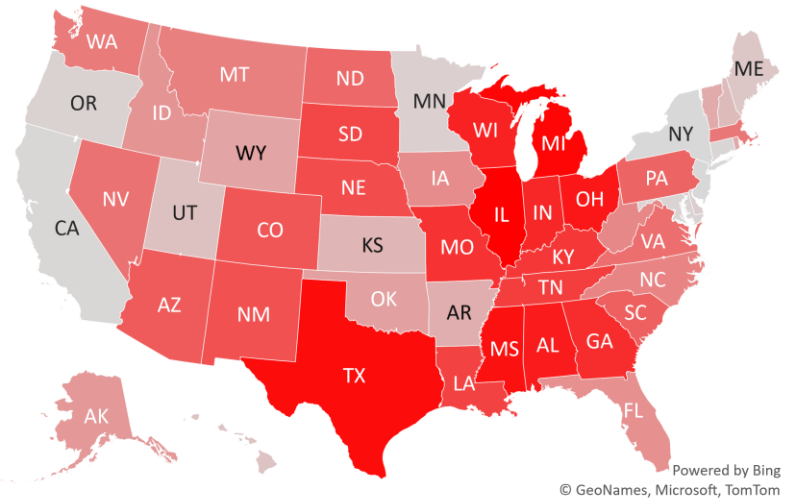 WA
MT
ND
MN
ME
OR
ID
SD
WI
MI
NY
WY
IA
PA
NV
UT
NE
IL
IN
OH
CA
CO
KS
MO
KY
VA
AZ
NM
OK
AR
TN
NC
SC
TX
LA
MS
AL
GA
AK
FL
Powered by Bing
© GeoNames, Microsoft, TomTom